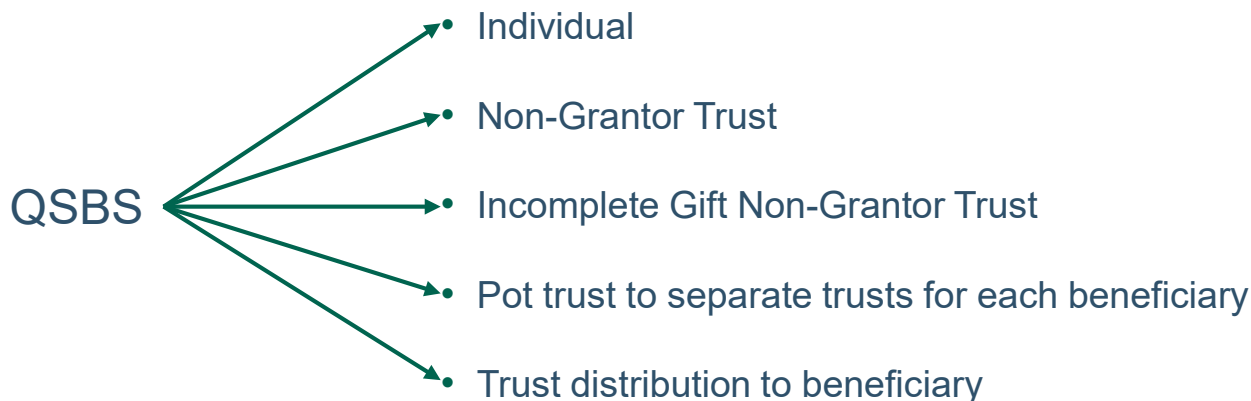 QSBS
• Individual
• Non-Grantor Trust
• Incomplete Gift Non-Grantor Trust
• Pot trust to separate trusts for each beneficiary
• Trust distribution to beneficiary